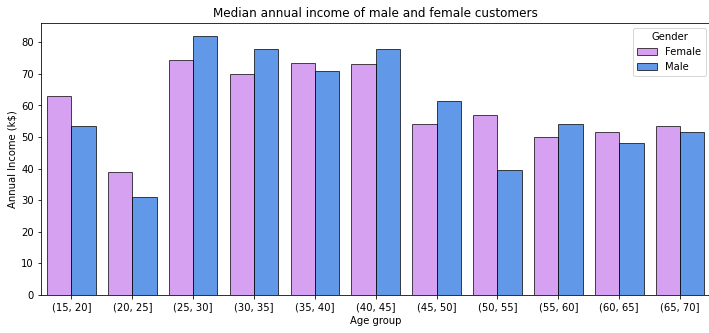 Median annual income of male and female customers
Gender
Female
Male
Annual Income (k$)
80
70
60
50
40
30
20
10
0
(15, 20] (20, 25] (25, 30] (30, 35] (35, 40] (40, 45] (45, 50] (50, 55] (55, 60] (60, 65] (65, 70]
Age group